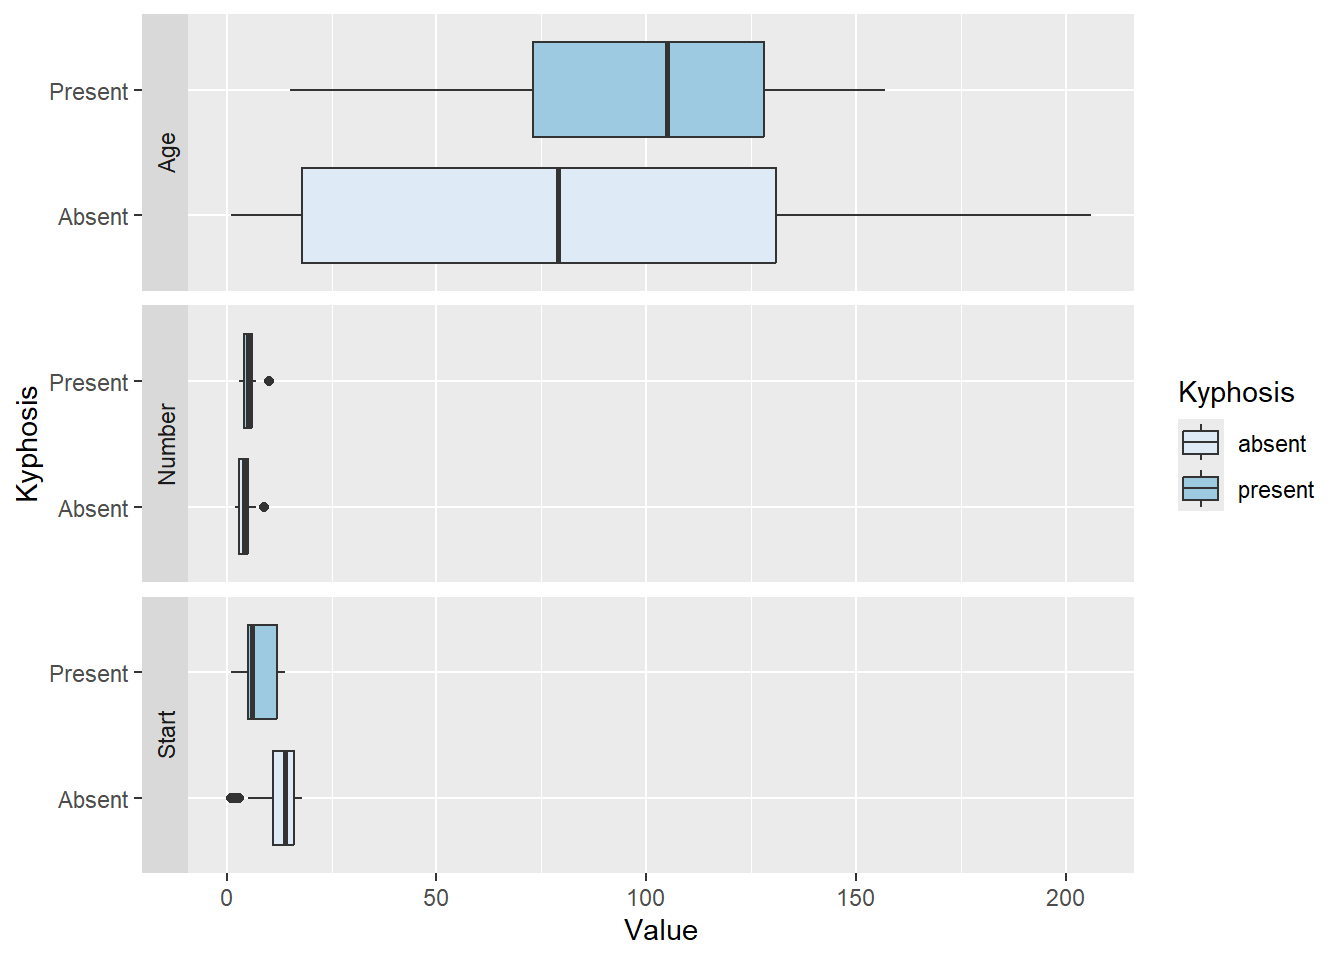 Kyphosis
Age
Present
Absent
Number
Present
Absent
Start
Present
Absent
0 50 100 150 200
Value
Kyphosis
absent
present